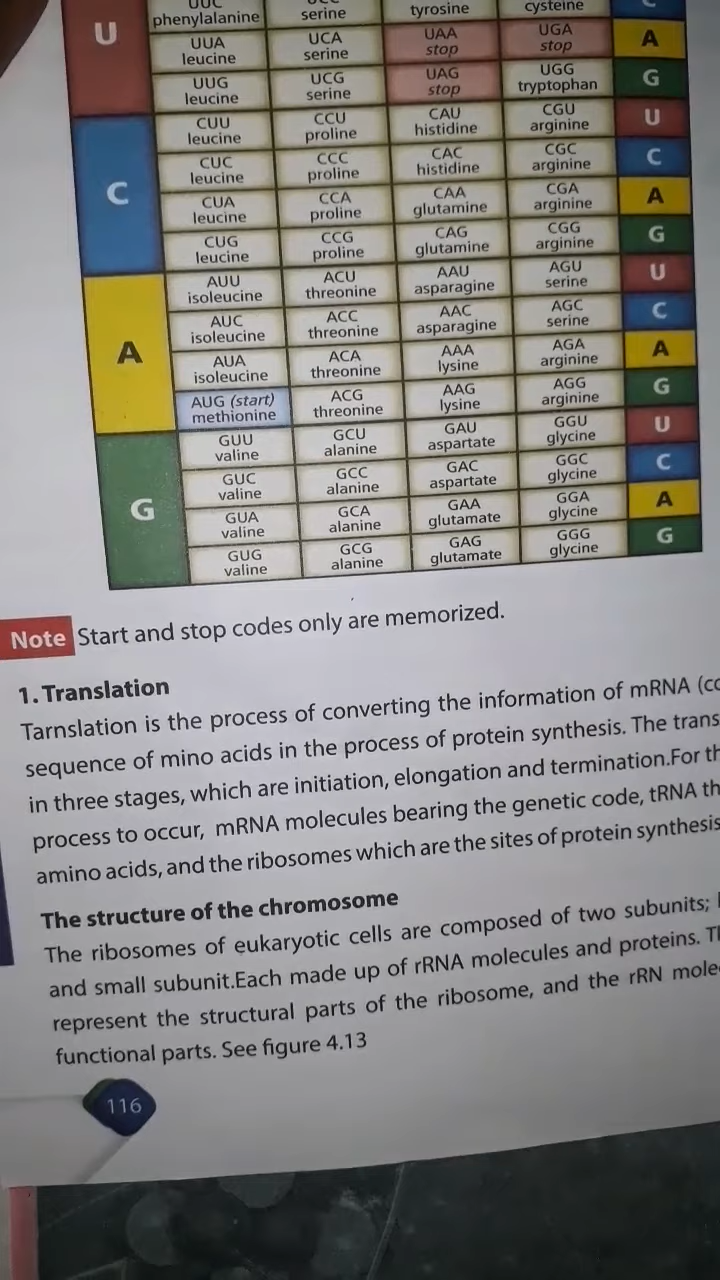 phenylalanine serine tyrosine cysteine
U
UUA UCA UAA UGA A
leucine serine stop stop
UUG UCG UAG UGG G
leucine serine stop tryptophan
CUU CCU CAU CGU U
leucine proline histidine arginine
CUC CCC CAC CGC C
leucine proline histidine arginine
C
CUA CCA CAA CGA A
leucine proline glutamine arginine
CUG CCG CAG CGG G
leucine proline glutamine arginine
AUU ACU AAU AGU U
isoleucine threonine asparagine serine
AUC ACC AAC AGC C
isoleucine threonine asparagine serine
A
AUA ACA AAA AGA A
isoleucine threonine lysine arginine
AUG (start) ACG AAG AGG G
methionine threonine lysine arginine
GUU GCU GAU GGU U
valine alanine aspartate glycine
GUC GCC GAC GGC C
valine alanine aspartate glycine
G
GUA GCA GAA GGA A
valine alanine glutamate glycine
GUG GCG GAG GGG G
valine alanine glutamate glycine
Note Start and stop codes only are memorized.
1. Translation
Tarnslation is the process of converting the information of mRNA
sequence of mino acids in the process of protein synthesis. The trans
in three stages, which are initiation, elongation and termination.For
process to occur, mRNA molecules bearing the genetic code, tRNA
amino acids, and the ribosomes which are the sites of protein synthesis
The structure of the chromosome
The ribosomes of eukaryotic cells are composed of two subunits;
and small subunit.Each made up of rRNA molecules and proteins.
represent the structural parts of the ribosome, and the rRN mole
functional parts. See figure 4.13
116